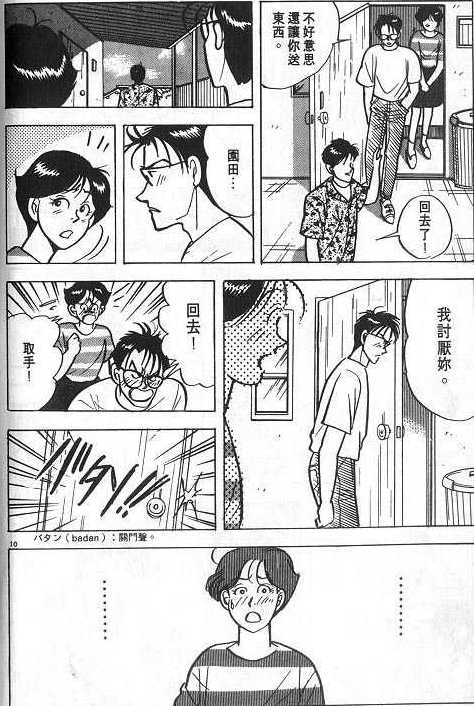 不好意思
還讓你送
東西。
回去了！
園田…
我討厭妳。
回去！
取手！
バタン!!
バタン（badan）：關門聲。
10
………
………